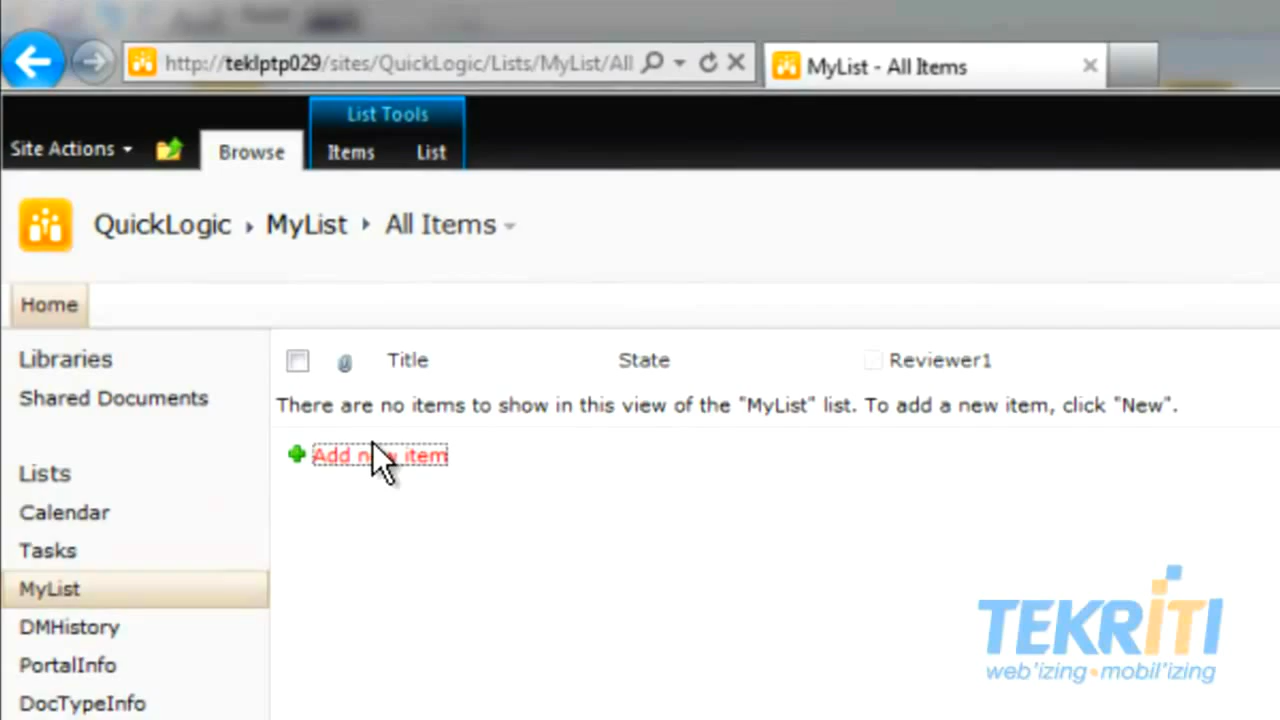 http://teklptp029/sites/QuickLogic/Lists/MyList/All
MyList - All Items
List Tools
Site Actions
Browse
Items
List
QuickLogic
MyList
All Items
Home
Libraries
Shared Documents
Lists
Calendar
Tasks
MyList
DMHistory
PortalInfo
DocTypeInfo
Title
State
Reviewer1
There are no items to show in this view of the "MyList" list. To add a new item, click "New".
Add new item
TEKRITI
web'izing•mobil'izing